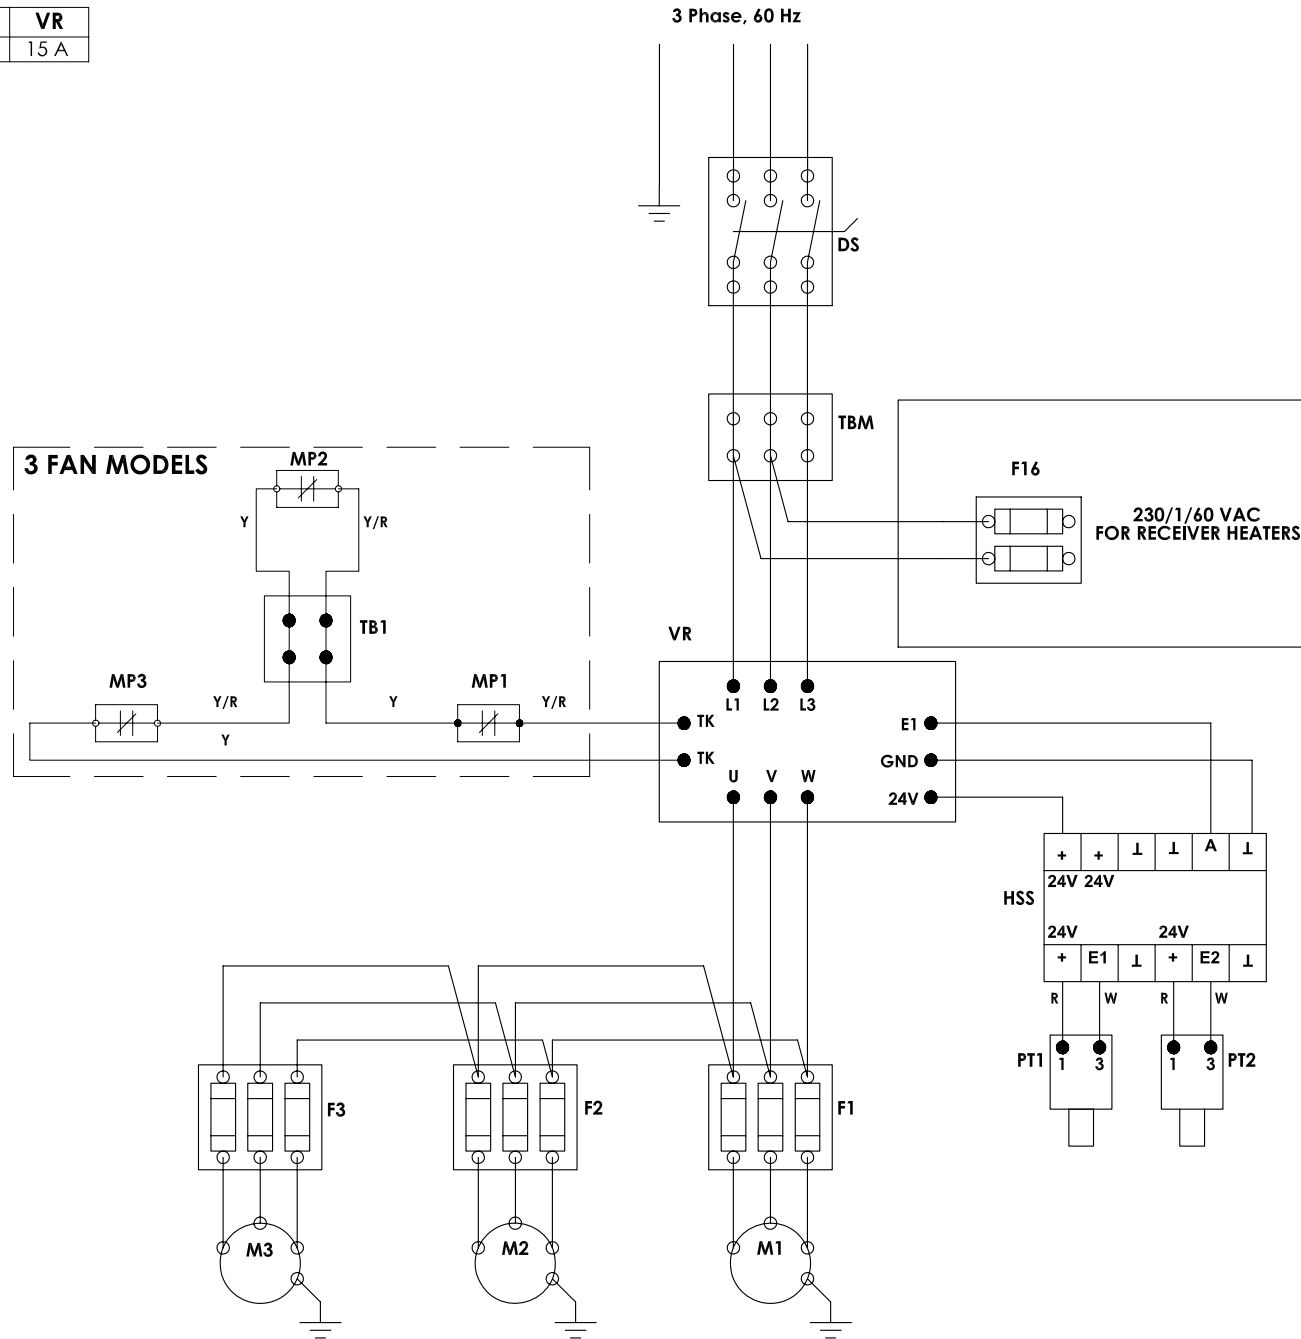 VR
15 A
3 Phase, 60 Hz
DS
TBM
3 FAN MODELS
MP2
Y
Y/R
TB1
F16
230/1/60 VAC
FOR RECEIVER HEATERS
VR
MP3
Y/R
Y
Y
MP1
Y/R
TK
TK
L1 L2 L3
E1
GND
24V
U V W
+ + ⊥ ⊥ A ⊥
24V 24V
HSS
24V 24V
+ E1 ⊥ + E2 ⊥
R W R W
PT1 1 3 1 3 PT2
F3 F2 F1
M3 M2 M1